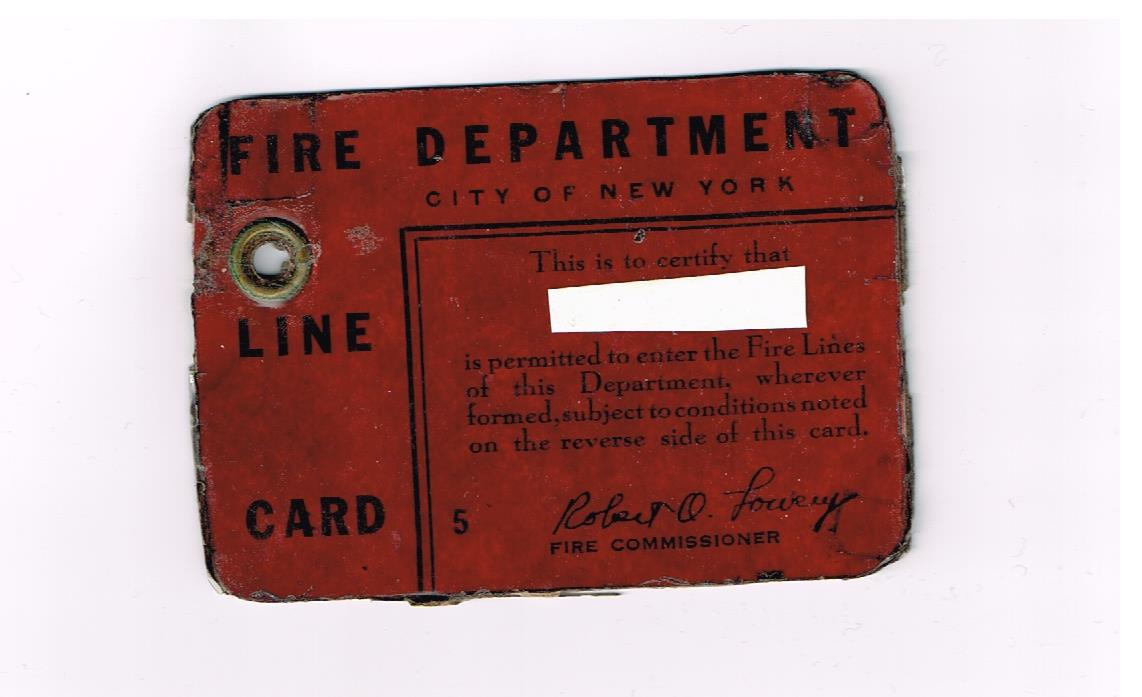 FIRE DEPARTMENT
CITY OF NEW YORK
LINE
CARD
This is to certify that
is permitted to enter the Fire Lines
of this Department, wherever
formed, subject to conditions noted
on the reverse side of this card.
5
Robert O. Lowery
FIRE COMMISSIONER